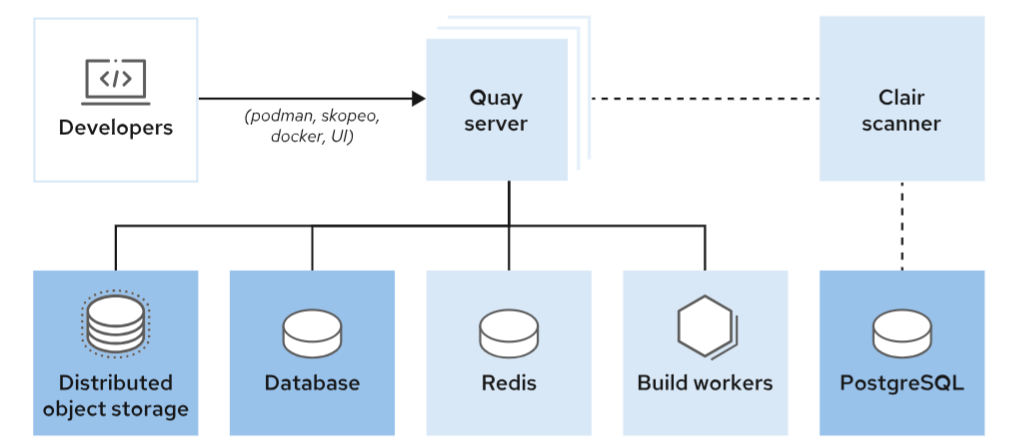 </>
Developers
(podman, skopeo,
docker, UI)
Quay
server
Clair
scanner
Distributed
object storage
Database
Redis
Build workers
PostgreSQL